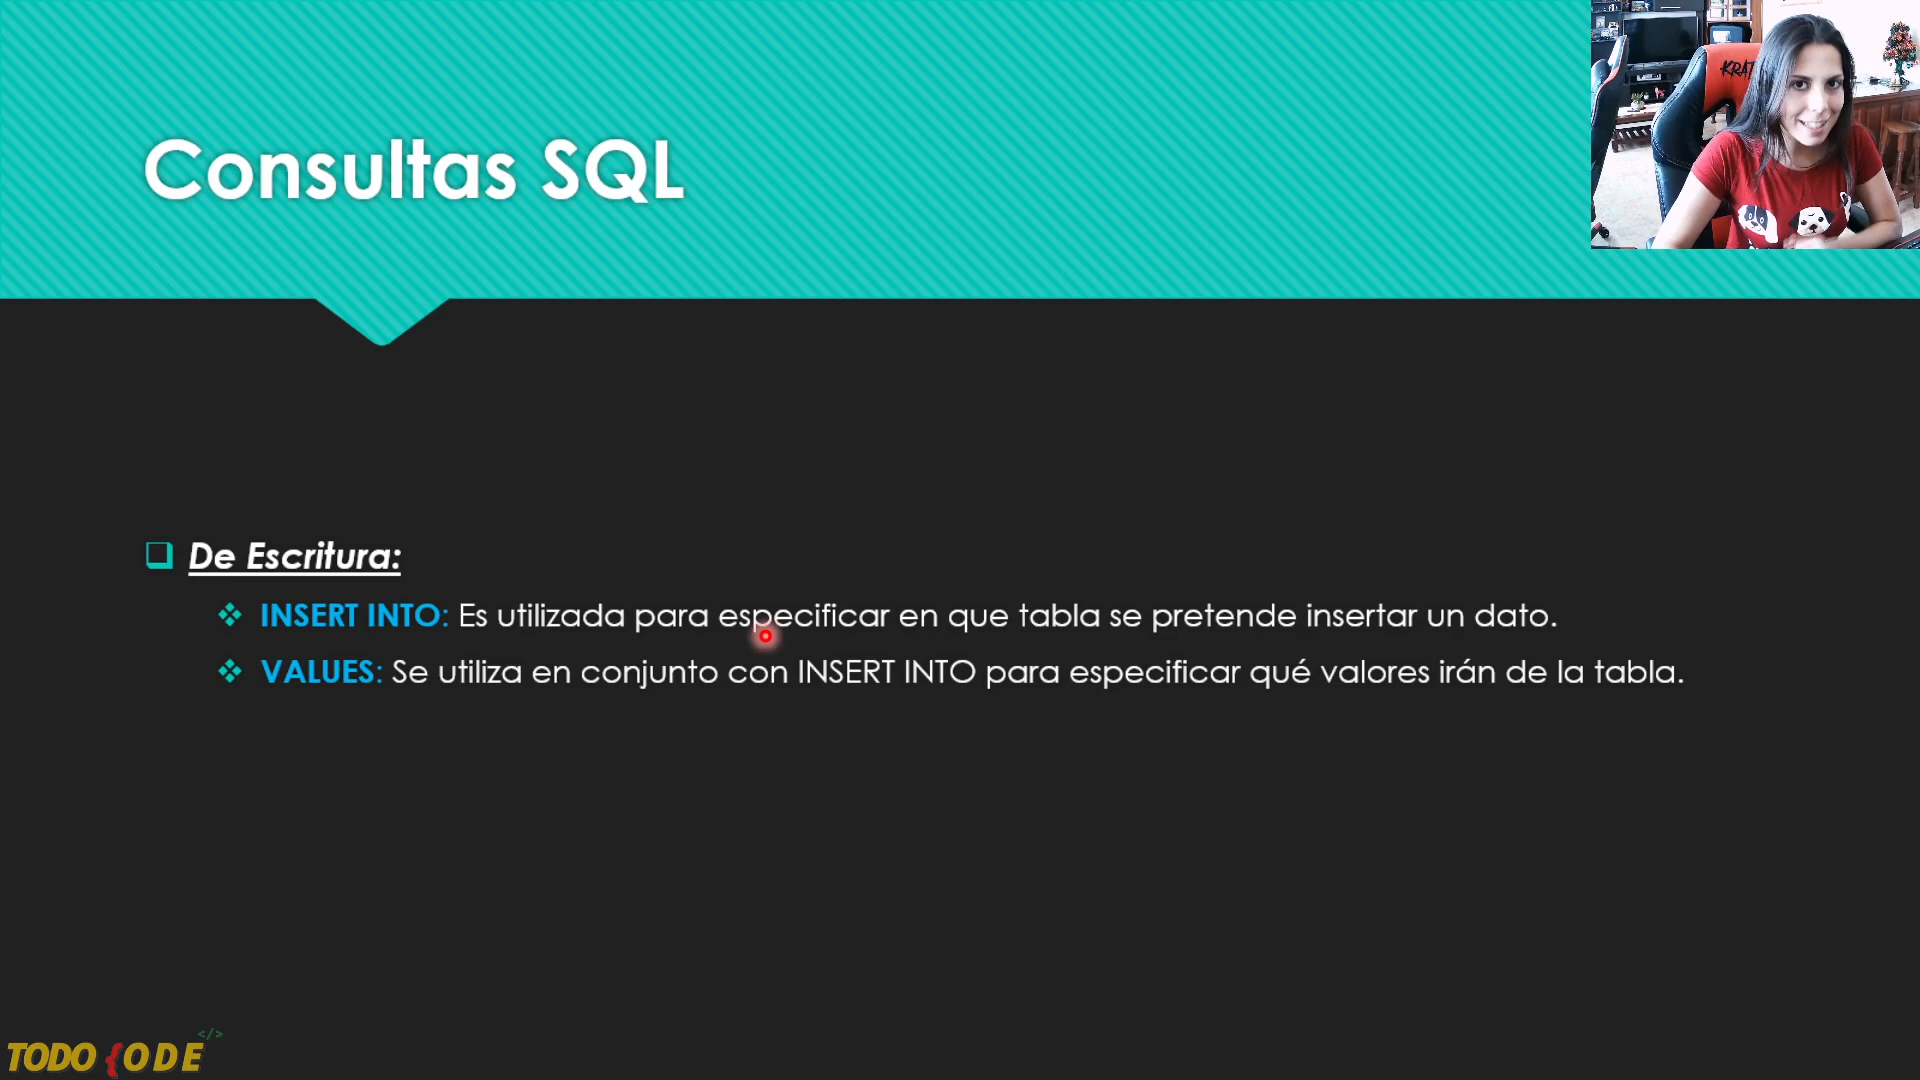 Consultas SQL
De Escritura:
INSERT INTO: Es utilizada para especificar en que tabla se pretende insertar un dato.
VALUES: Se utiliza en conjunto con INSERT INTO para especificar qué valores irán de la tabla.
</>
TODO {ODE